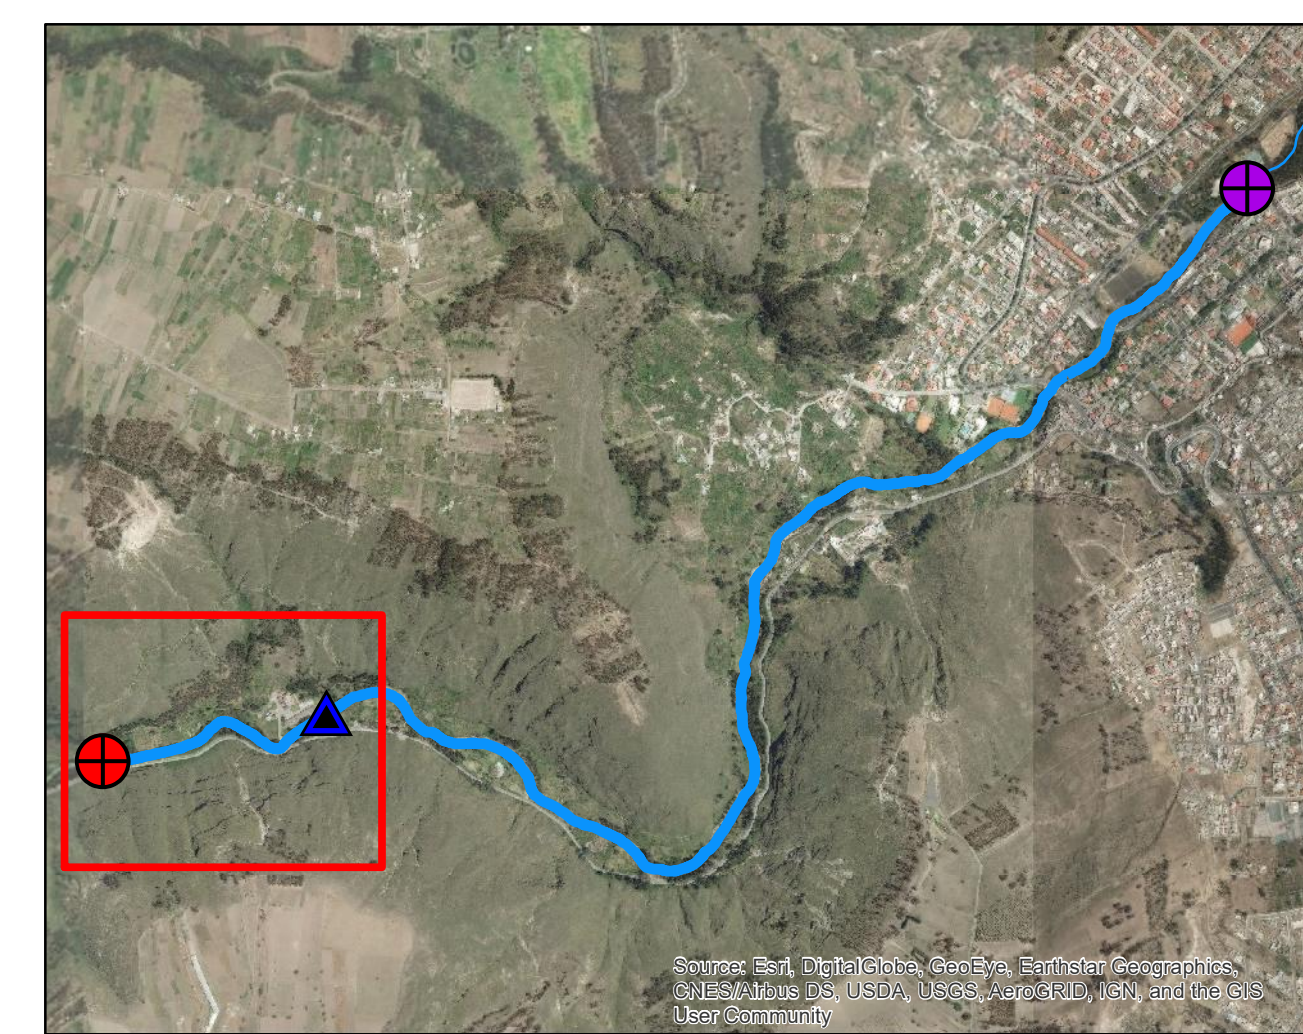 Source: Esri, DigitalGlobe, GeoEye, Earthstar Geographics,
CNES/Airbus DS, USDA, USGS, AeroGRID, IGN, and the GIS
User Community